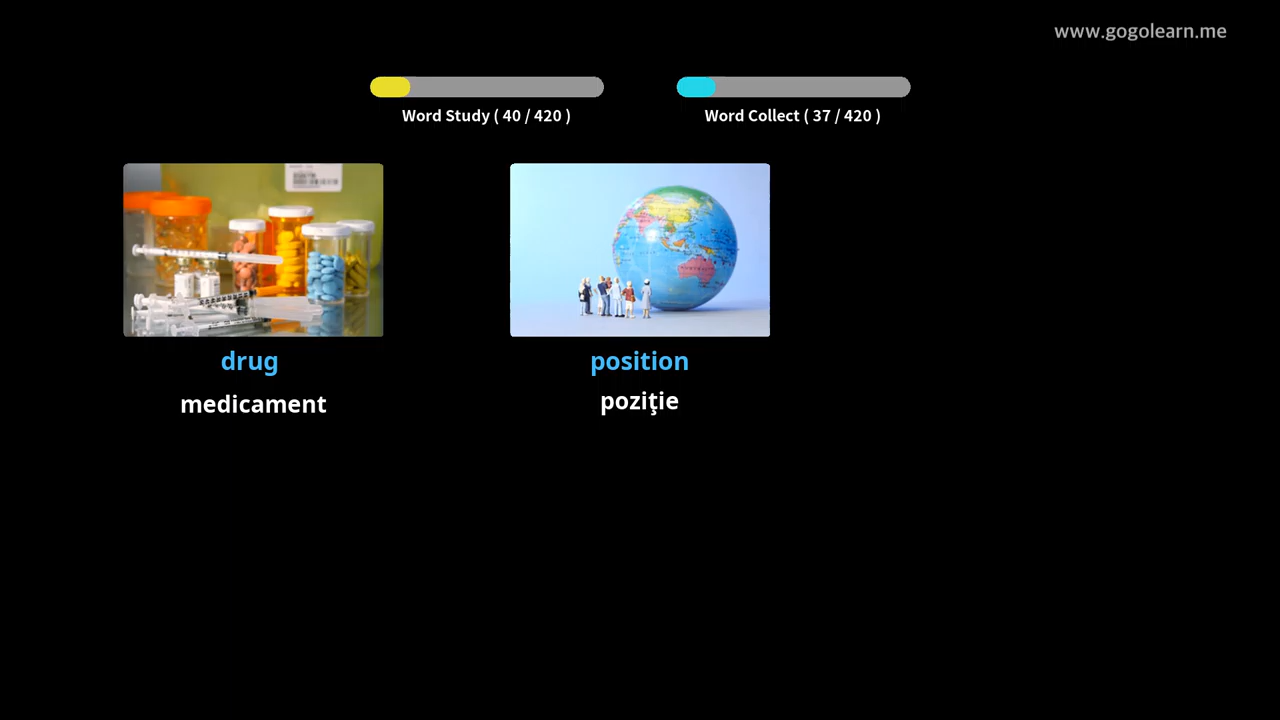 www.gogolearn.me
Word Study ( 40 / 420 )
Word Collect ( 37 / 420 )
drug
position
medicament
poziţie